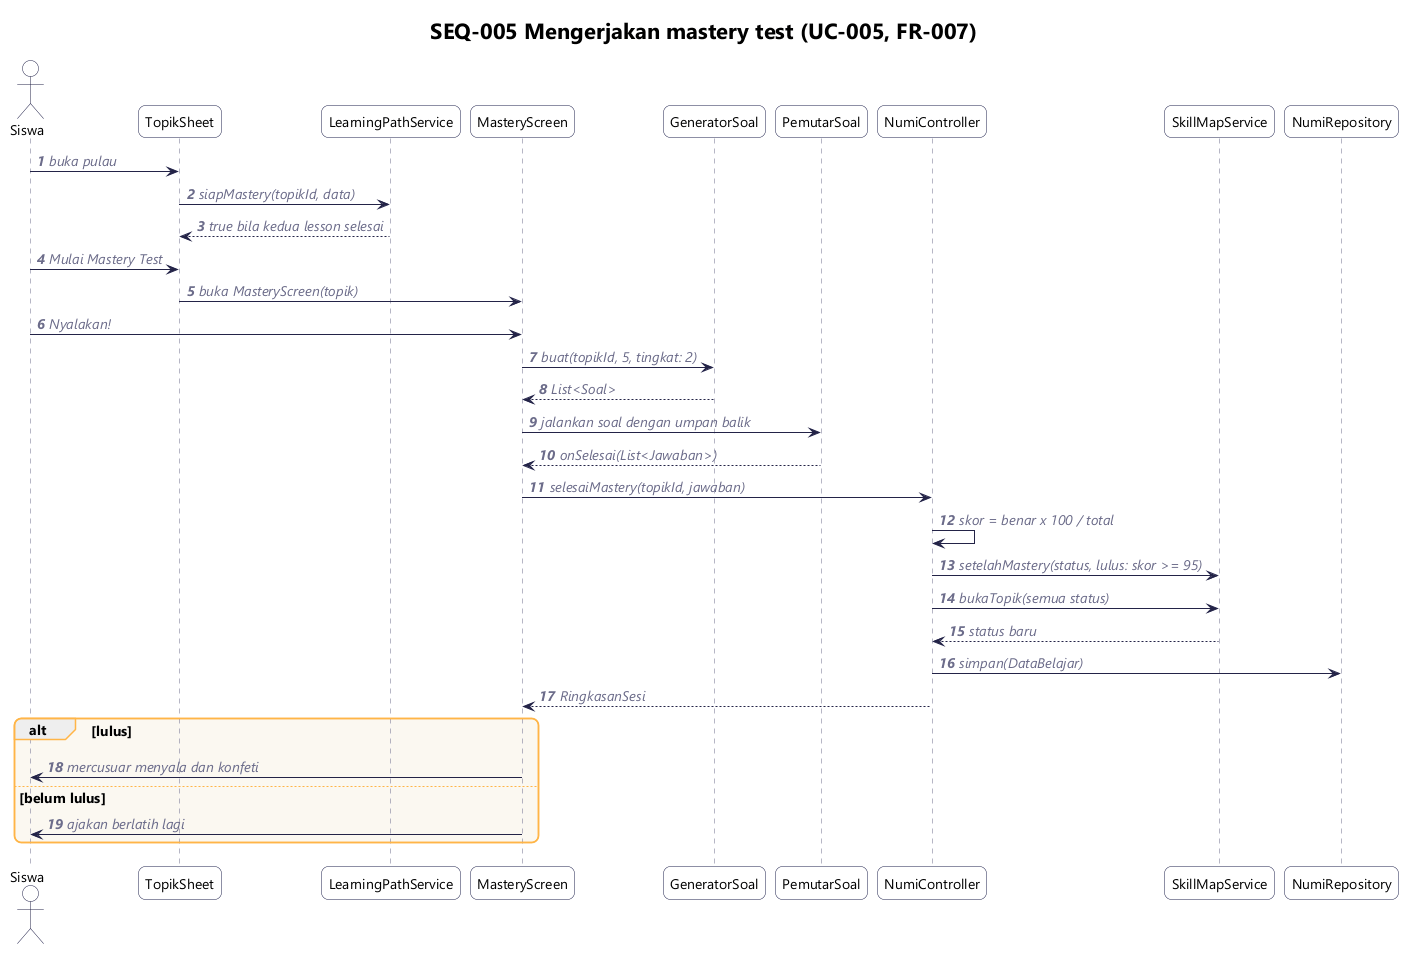 SEQ-005 Mengerjakan mastery test (UC-005, FR-007)
Siswa
TopikSheet
LearningPathService
MasteryScreen
GeneratorSoal
PemutarSoal
NumiController
SkillMapService
NumiRepository
1 buka pulau
2 siapMastery(topikId, data)
3 true bila kedua lesson selesai
4 Mulai Mastery Test
5 buka MasteryScreen(topik)
6 Nyalakan!
7 buat(topikId, 5, tingkat: 2)
8 List<Soal>
9 jalankan soal dengan umpan balik
10 onSelesai(List<Jawaban>)
11 selesaiMastery(topikId, jawaban)
12 skor = benar x 100 / total
13 setelahMastery(status, lulus: skor >= 95)
14 bukaTopik(semua status)
15 status baru
16 simpan(DataBelajar)
17 RingkasanSesi
alt [lulus]
18 mercusuar menyala dan konfeti
[belum lulus]
19 ajakan berlatih lagi
Siswa
TopikSheet
LearningPathService
MasteryScreen
GeneratorSoal
PemutarSoal
NumiController
SkillMapService
NumiRepository